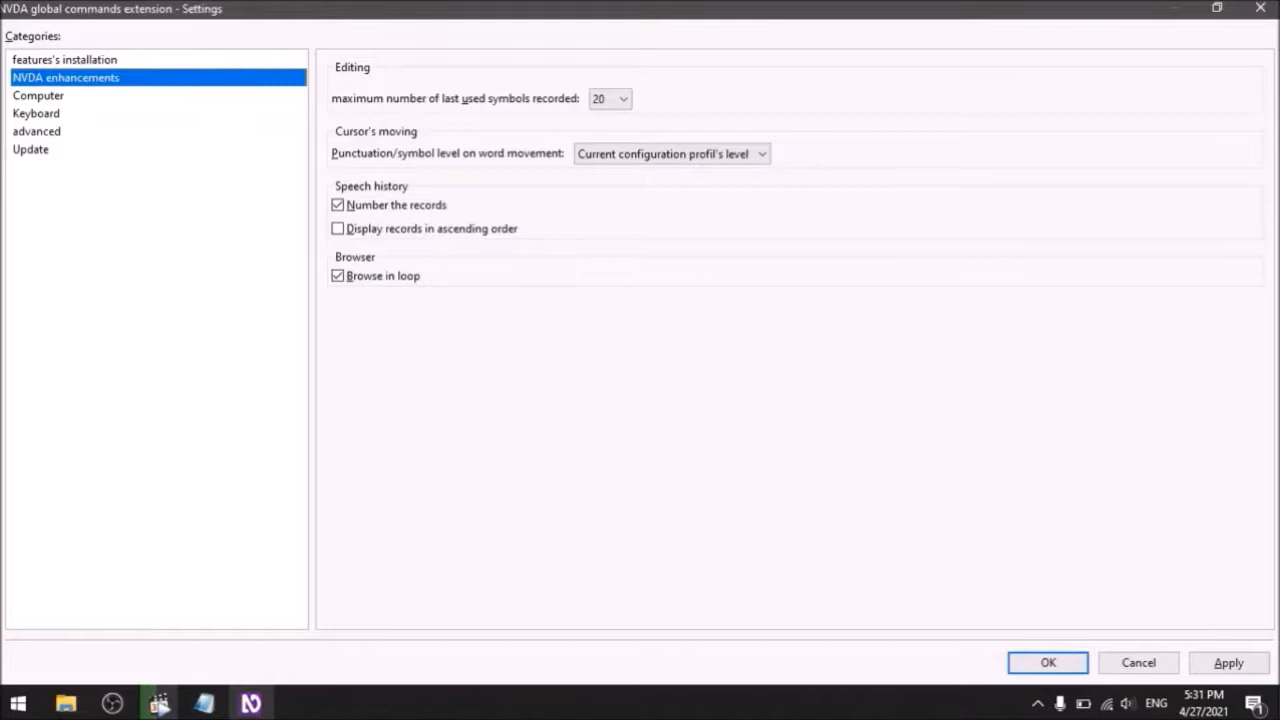 NVDA global commands extension - Settings
Categories:
features's installation
NVDA enhancements
Computer
Keyboard
advanced
Update
Editing
maximum number of last used symbols recorded: 20
Cursor's moving
Punctuation/symbol level on word movement: Current configuration profil's level
Speech history
Number the records
Display records in ascending order
Browser
Browse in loop
OK Cancel Apply
ENG
5:31 PM
4/27/2021
1